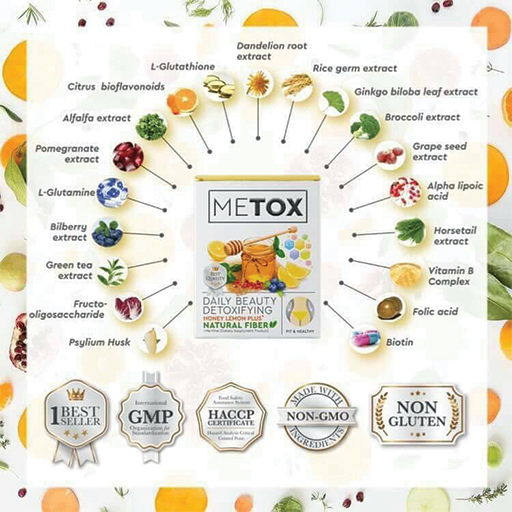 Dandelion root
extract
L-Glutathione
Rice germ extract
Citrus bioflavonoids
Ginkgo biloba leaf extract
Alfalfa extract
Broccoli extract
Pomegranate
extract
Grape seed
extract
L-Glutamine
Alpha lipoic
acid
Bilberry
extract
Horsetail
extract
Green tea
extract
Vitamin B
Complex
Fructo-
oligosaccharide
Folic acid
Psylium Husk
Biotin
METOX
BEST
QUALITY
DAILY BEAUTY
DETOXIFYING
HONEY LEMON PLUS+
NATURAL FIBER
FIT & HEALTHY
1 BEST
SELLER
International
GMP
Organization for
Standardization
Food Safety
Assurance System
HACCP
CERTIFICATE
Hazard Analyze Critical
Control Point
MADE WITH
NON-GMO
INGREDIENTS
NON
GLUTEN